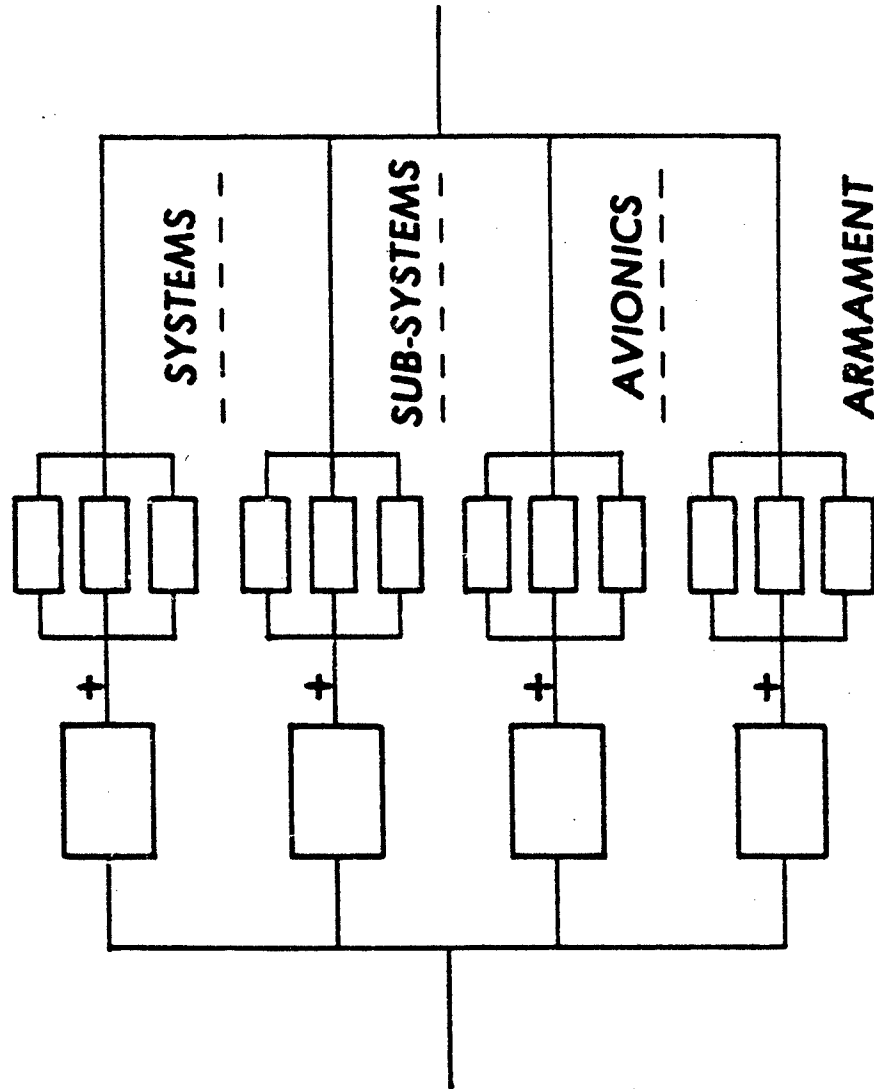 SYSTEMS
SUB-SYSTEMS
AVIONICS
ARMAMENT
+
+
+
+